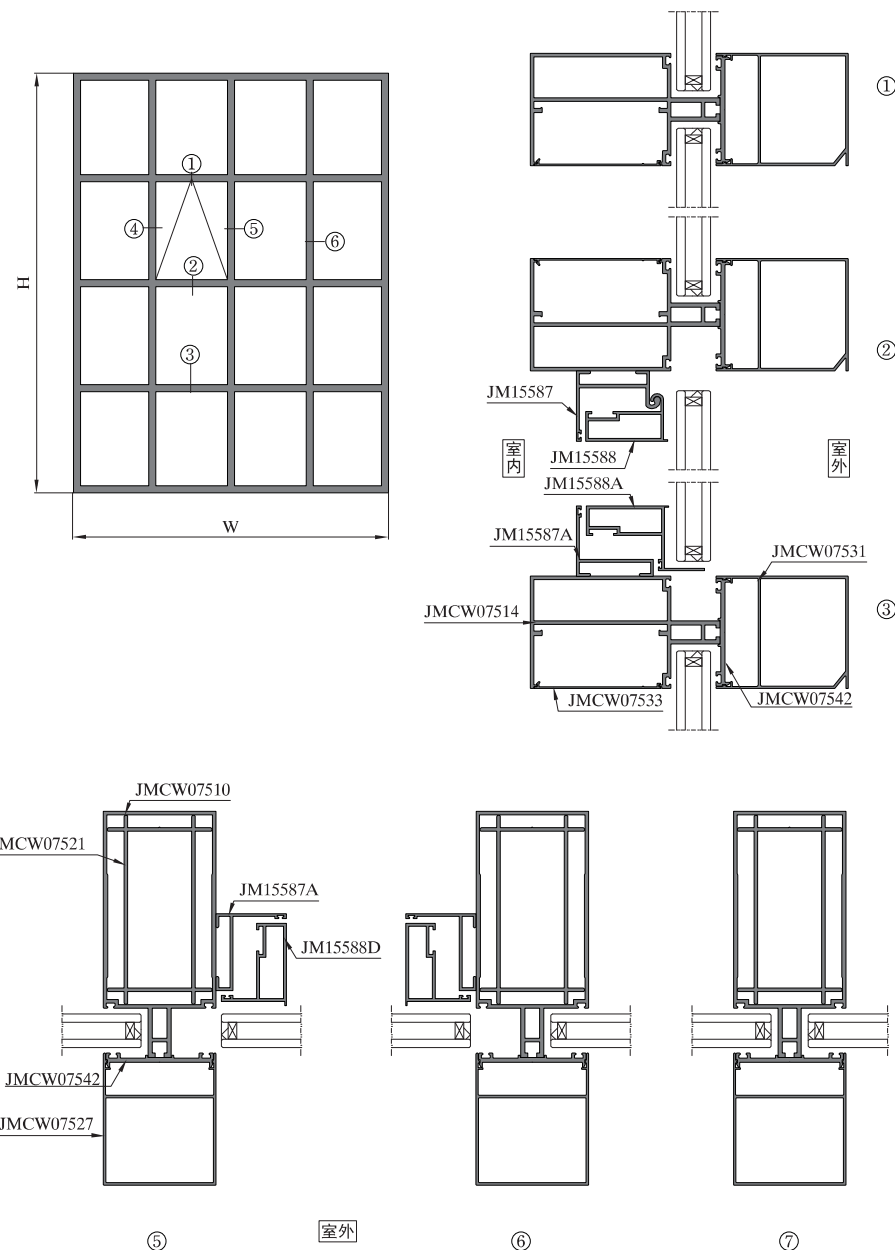 ①
④
⑤
⑥
②
③
H
W
①
②
JM15587
室内
室外
JM15588
JM15588A
JM15587A
JMCW07531
JMCW07514
③
JMCW07542
JMCW07533
JMCW07510
MCW07521
JM15587A
JM15588D
JMCW07542
JMCW07527
室外
⑤
⑥
⑦